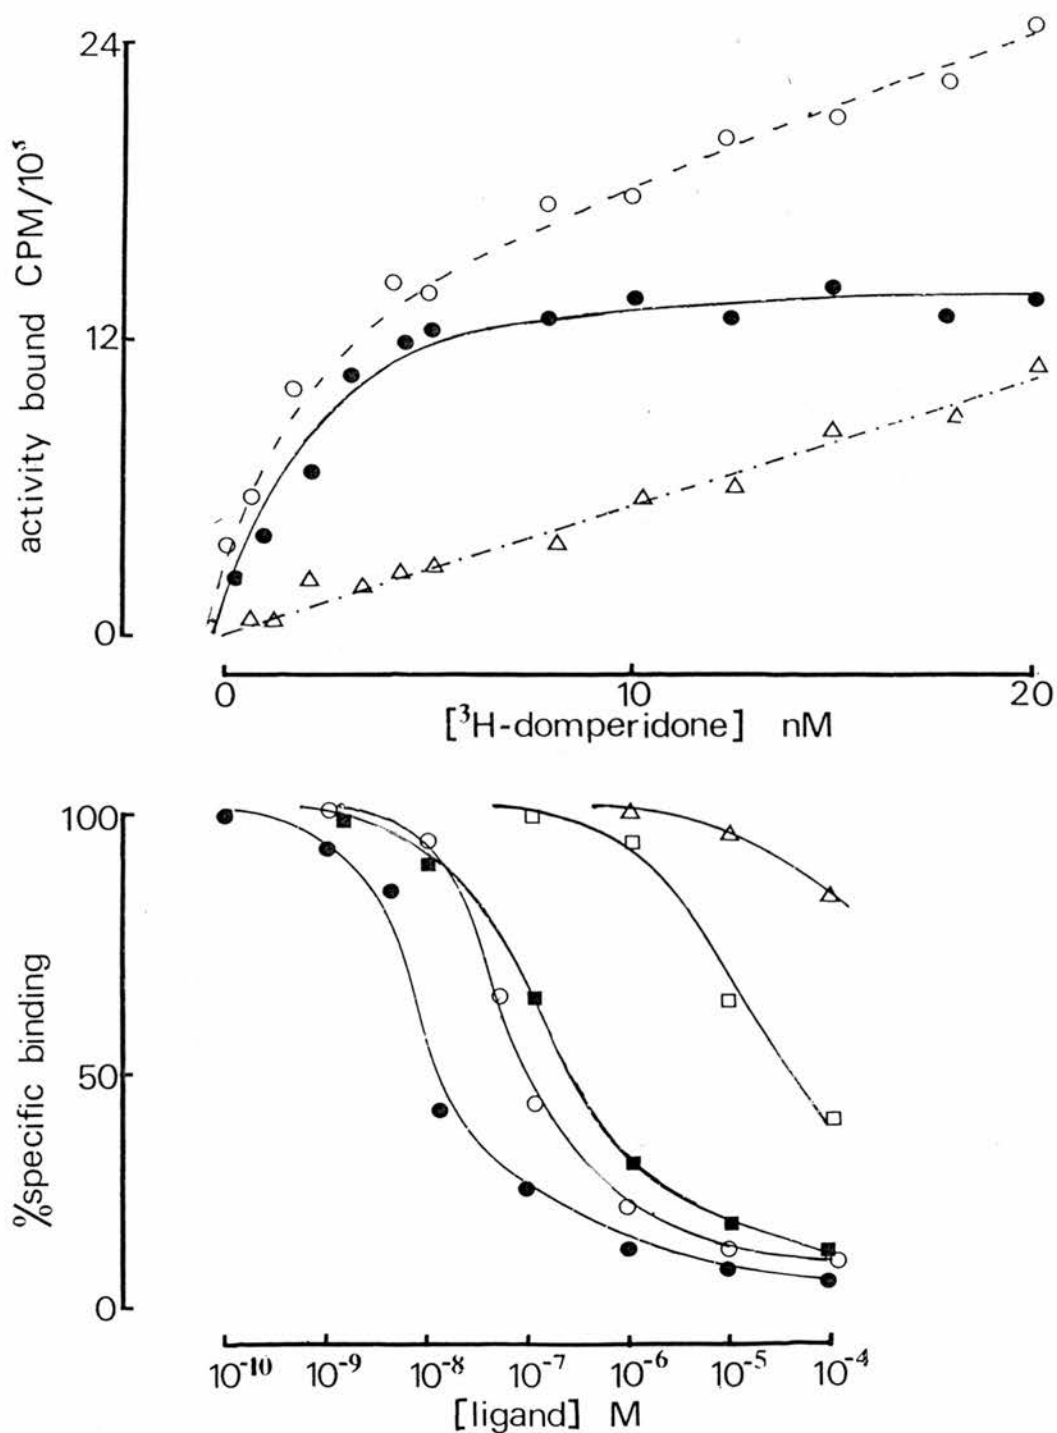 24
12
0
activity bound CPM/10⁵
0 10 20
[³H-domperidone] nM
100
50
0
%specific binding
10⁻¹⁰ 10⁻⁹ 10⁻⁸ 10⁻⁷ 10⁻⁶ 10⁻⁵ 10⁻⁴
[ligand] M